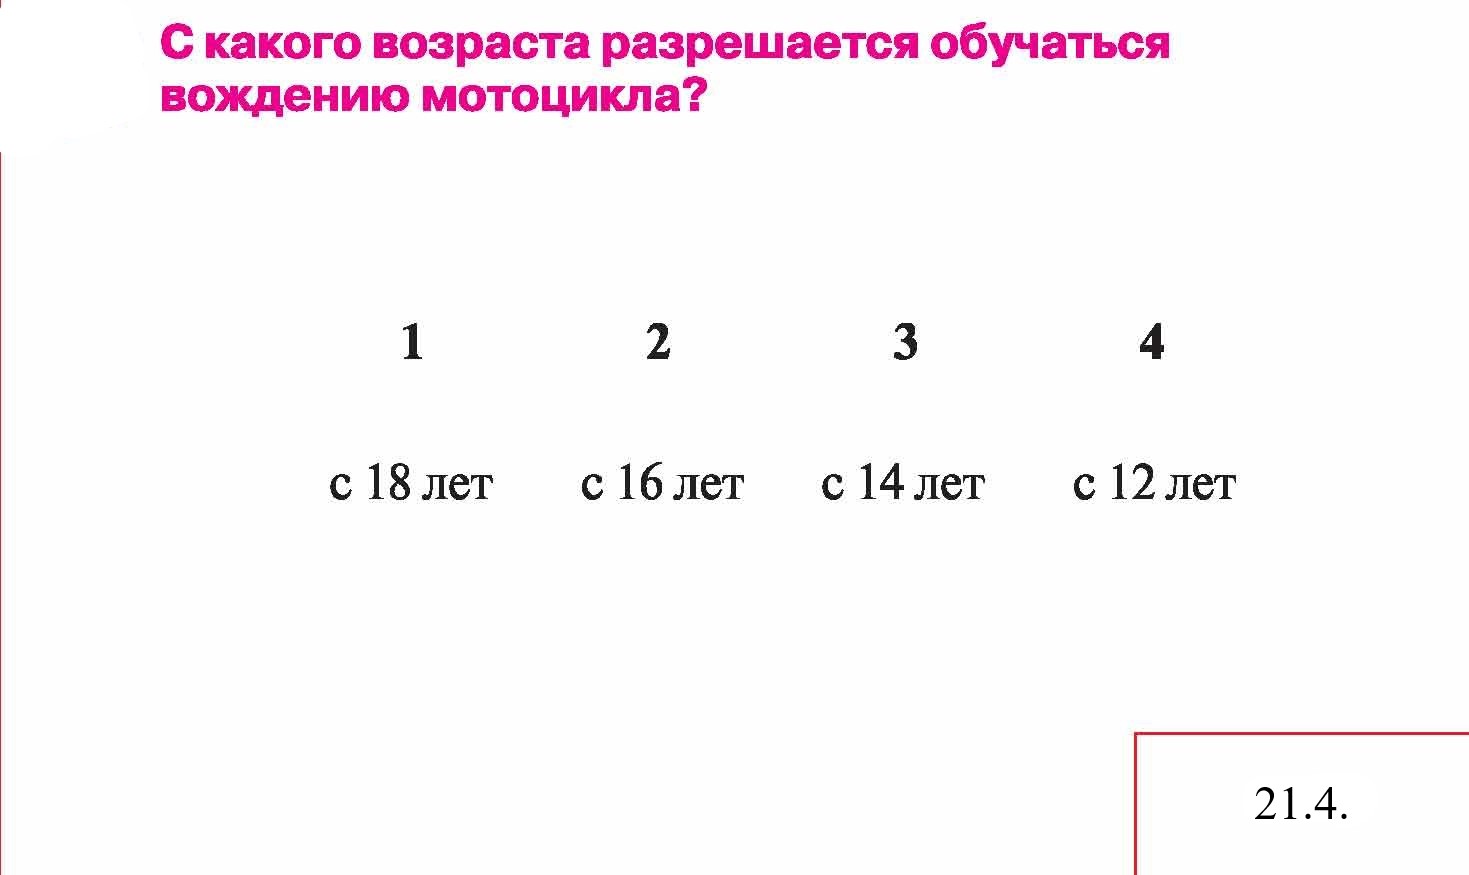 С какого возраста разрешается обучаться
вождению мотоцикла?
1 2 3 4
с 18 лет с 16 лет с 14 лет с 12 лет
21.4.